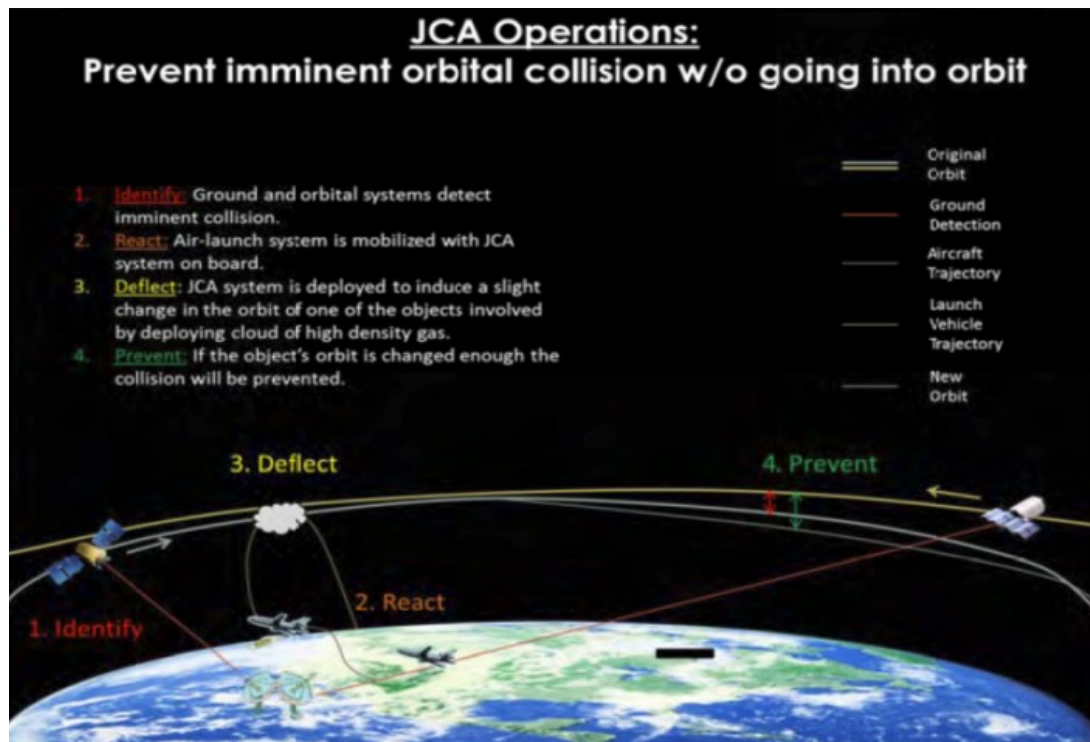 JCA Operations:
Prevent imminent orbital collision w/o going into orbit
1. Identify: Ground and orbital systems detect
imminent collision.
2. React: Air-launch system is mobilized with JCA
system on board.
3. Deflect: JCA system is deployed to induce a slight
change in the orbit of one of the objects involved
by deploying cloud of high density gas.
4. Prevent: If the object's orbit is changed enough the
collision will be prevented.
Original
Orbit
Ground
Detection
Aircraft
Trajectory
Launch
Vehicle
Trajectory
New
Orbit
3. Deflect
4. Prevent
2. React
1. Identify